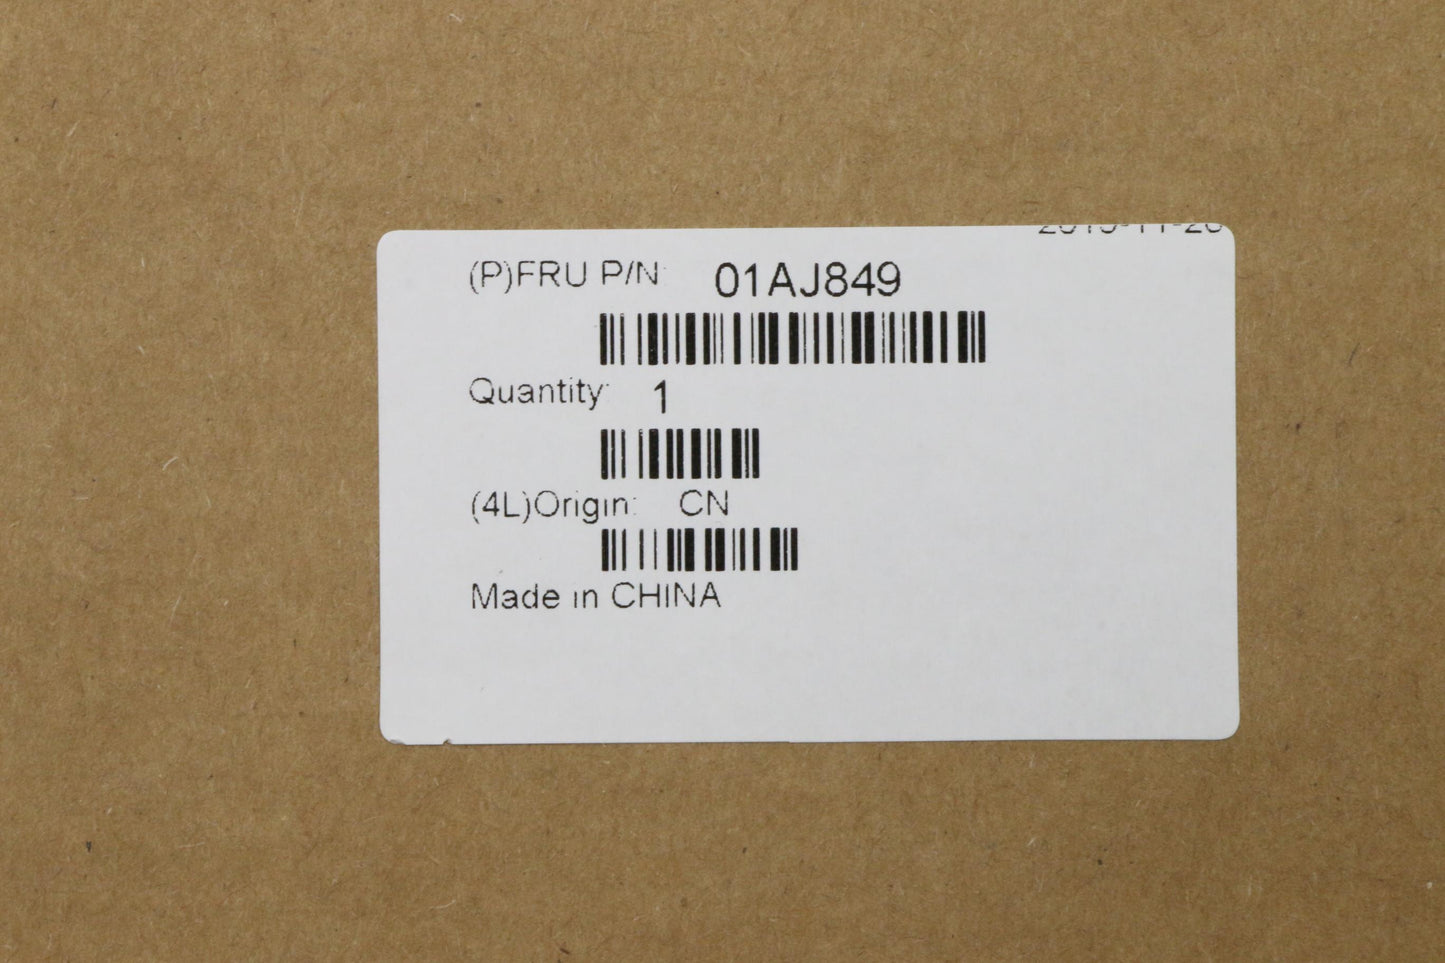 (P)FRU P/N: 01AJ849
Quantity: 1
(4L)Origin: CN
Made in CHINA